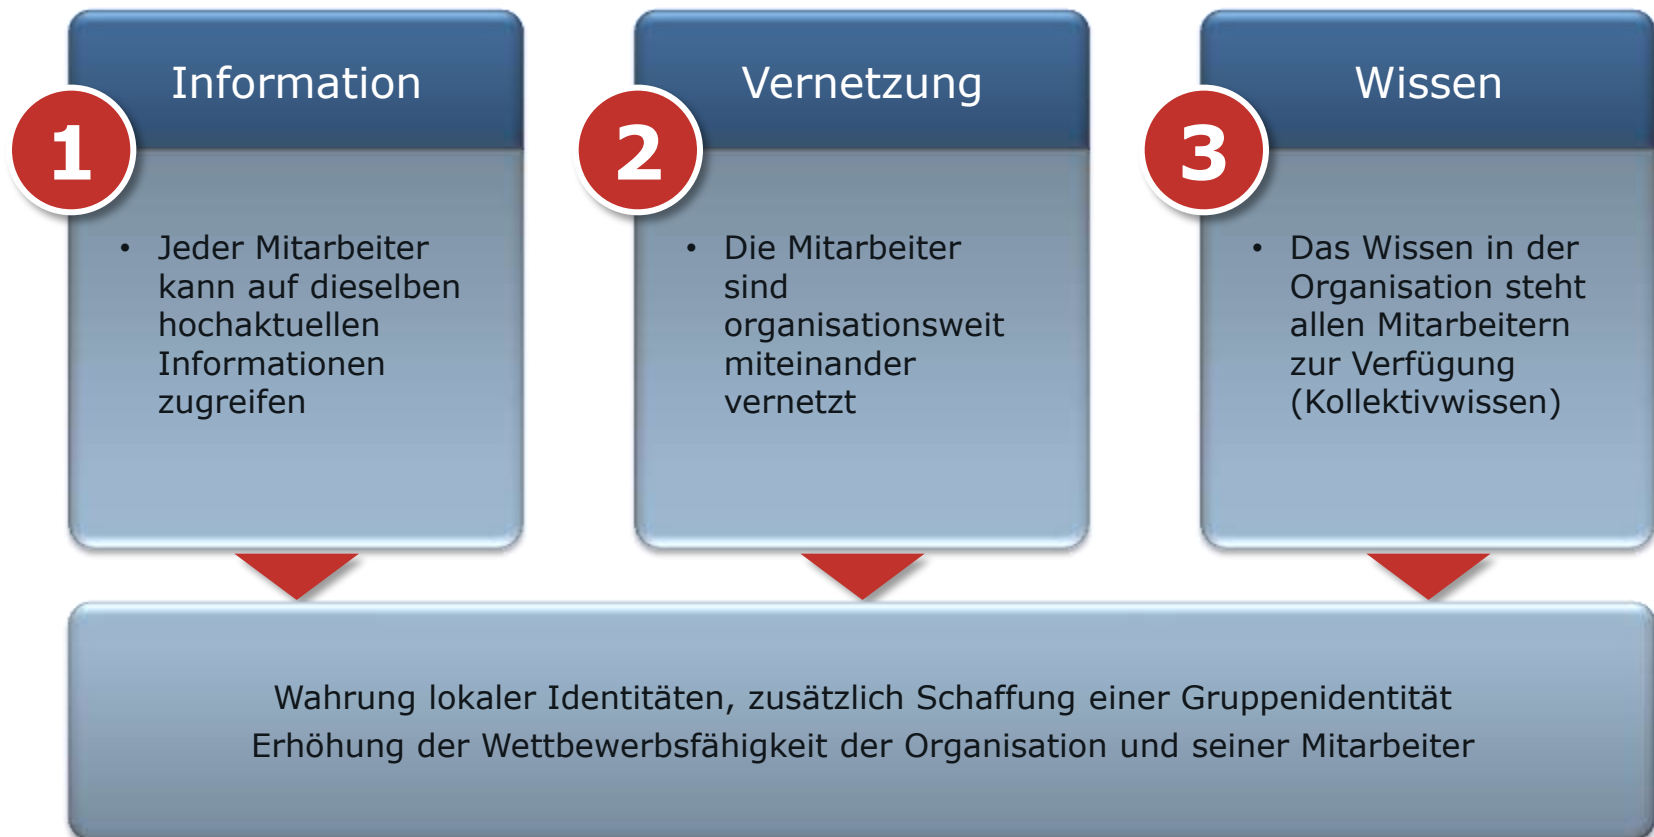 Information
1
• Jeder Mitarbeiter
kann auf dieselben
hochaktuellen
Informationen
zugreifen
Vernetzung
2
• Die Mitarbeiter
sind
organisationsweit
miteinander
vernetzt
Wissen
3
• Das Wissen in der
Organisation steht
allen Mitarbeitern
zur Verfügung
(Kollektivwissen)
Wahrung lokaler Identitäten, zusätzlich Schaffung einer Gruppenidentität
Erhöhung der Wettbewerbsfähigkeit der Organisation und seiner Mitarbeiter